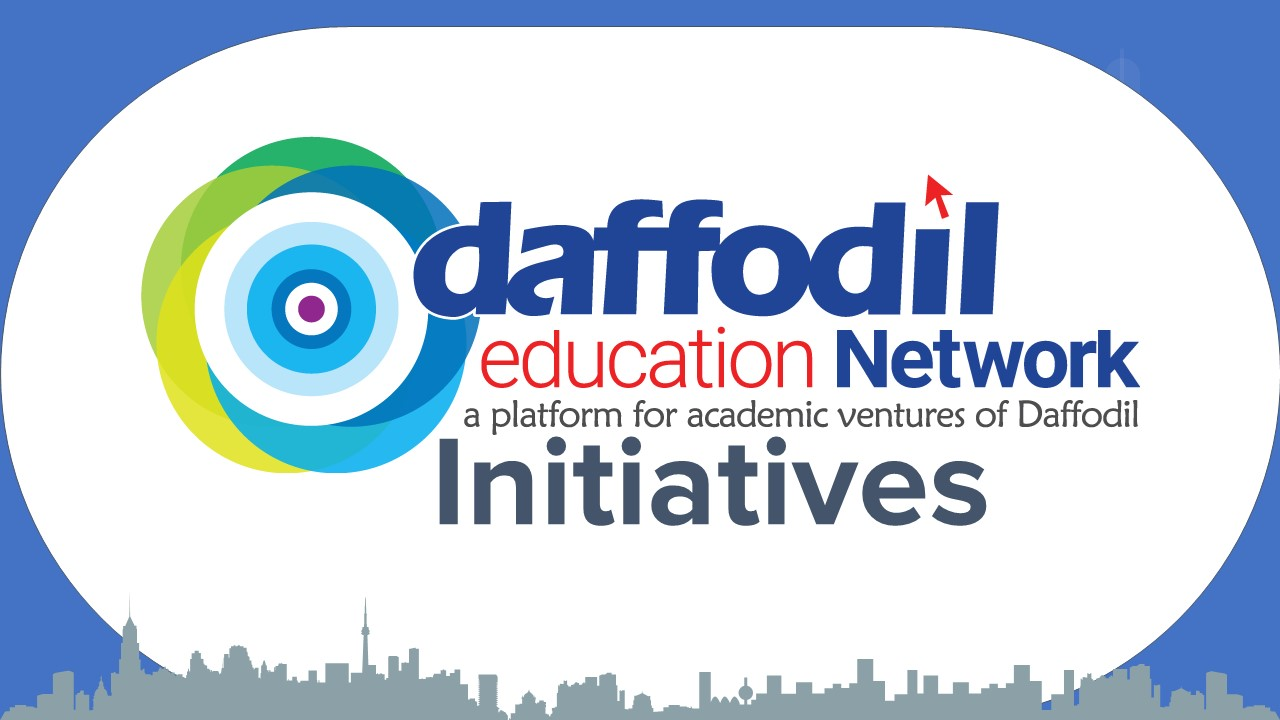 daffodil
education Network
a platform for academic ventures of Daffodil
Initiatives